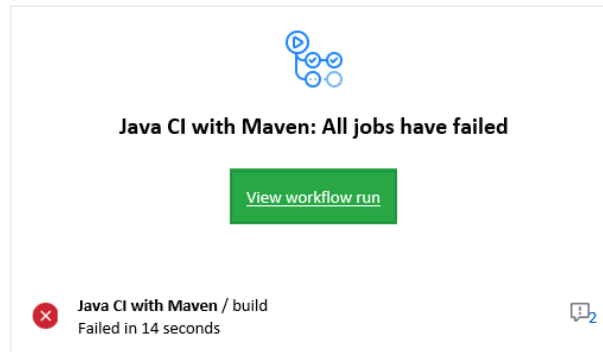 Java CI with Maven: All jobs have failed
View workflow run
Java CI with Maven / build
Failed in 14 seconds
2